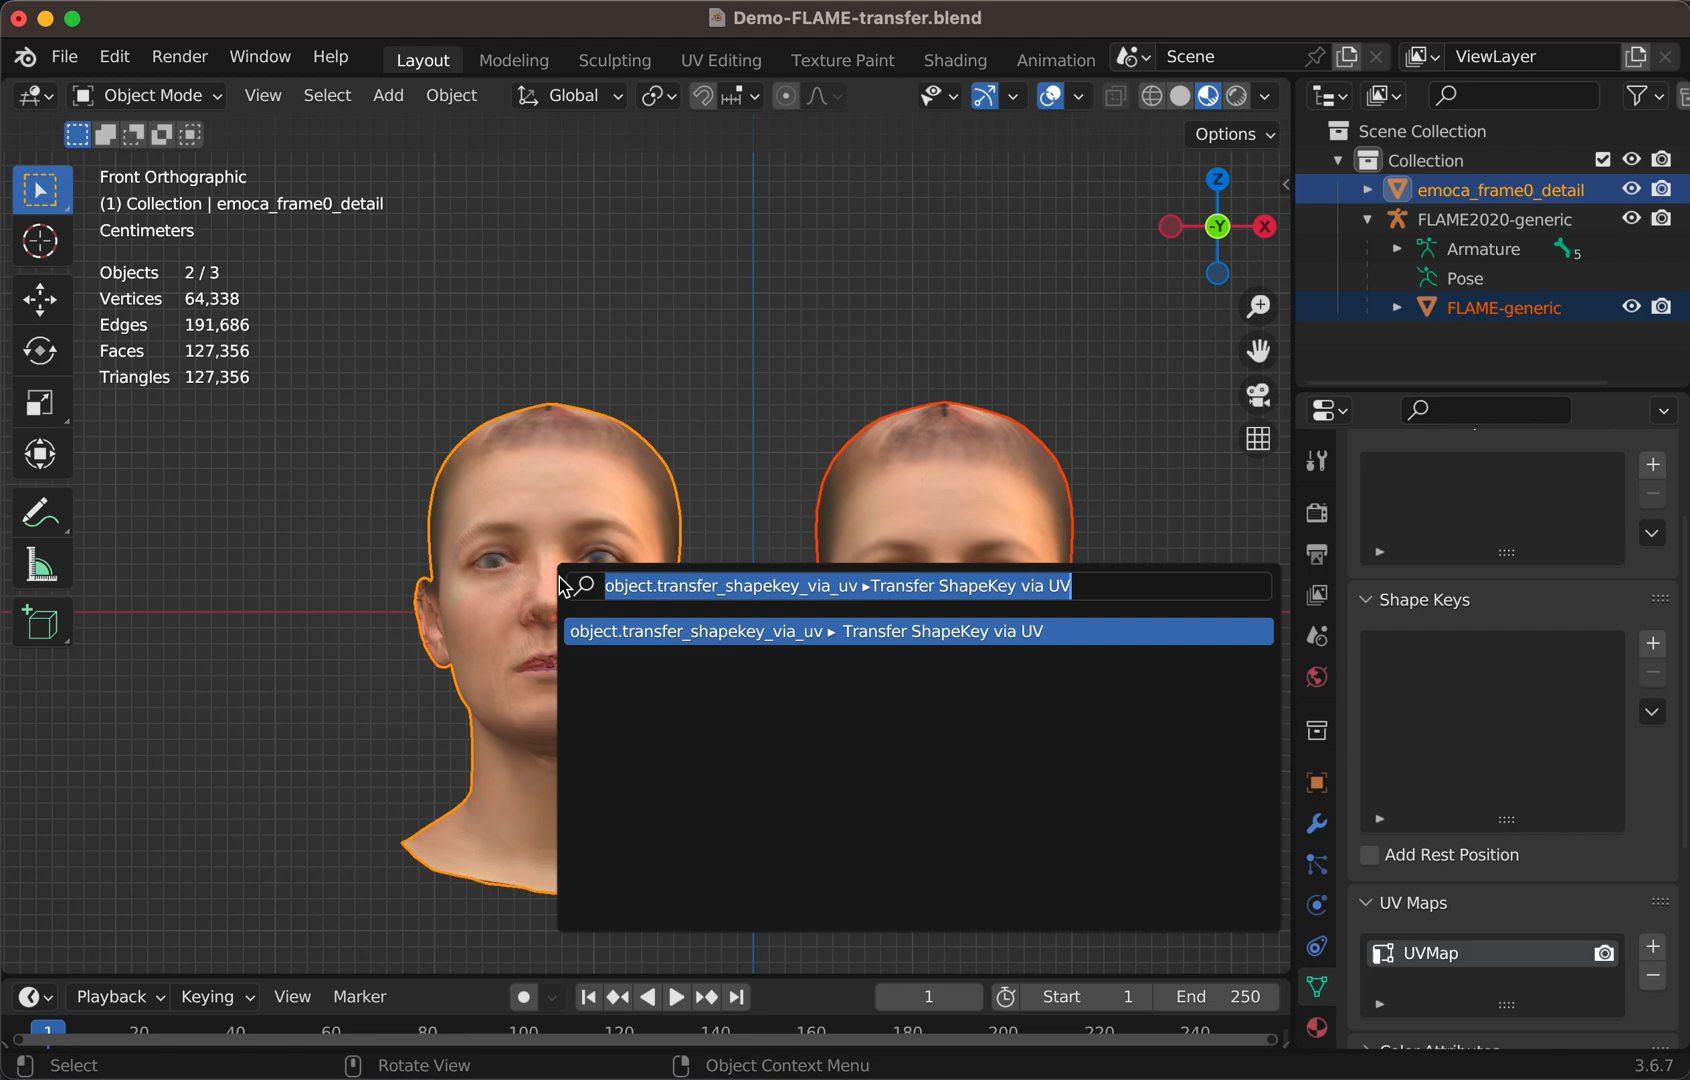 Demo-FLAME-transfer.blend
File Edit Render Window Help Layout Modeling Sculpting UV Editing Texture Paint Shading Animation Scene ViewLayer
Object Mode View Select Add Object Global
Options
Front Orthographic
(1) Collection | emoca_frame0_detail
Centimeters
Objects 2 / 3
Vertices 64,338
Edges 191,686
Faces 127,356
Triangles 127,356
Z
-Y X
object.transfer_shapekey_via_uv ▸Transfer ShapeKey via UV
object.transfer_shapekey_via_uv ▸ Transfer ShapeKey via UV
Scene Collection
Collection
emoca_frame0_detail
FLAME2020-generic
Armature 5
Pose
FLAME-generic
Shape Keys
Add Rest Position
UV Maps
UVMap
Playback Keying View Marker 1 Start 1 End 250
1 20 40 60 80 100 120 140 160 180 200 220 240
Select Rotate View Object Context Menu 3.6.7